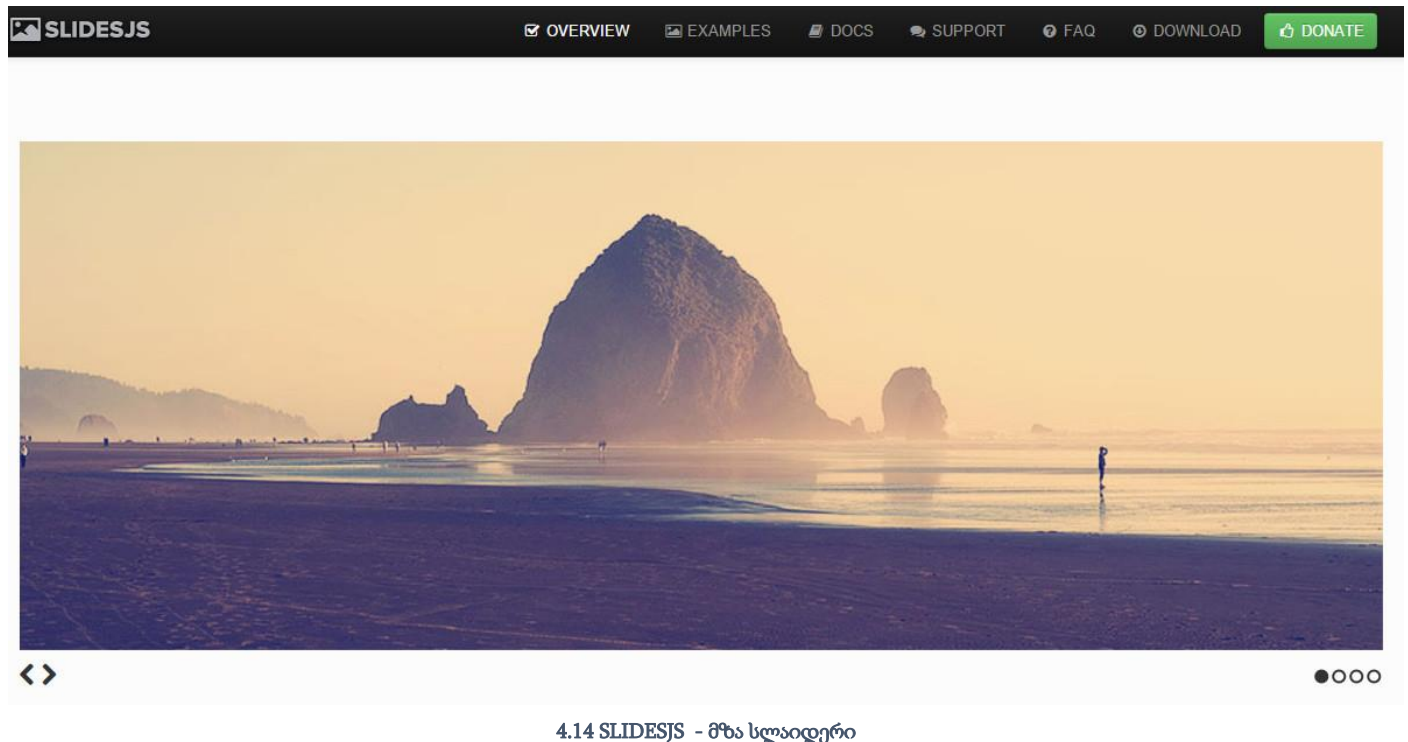 SLIDESJS OVERVIEW EXAMPLES DOCS SUPPORT FAQ DOWNLOAD DONATE
4.14 SLIDESJS - მზა სლაიდერი